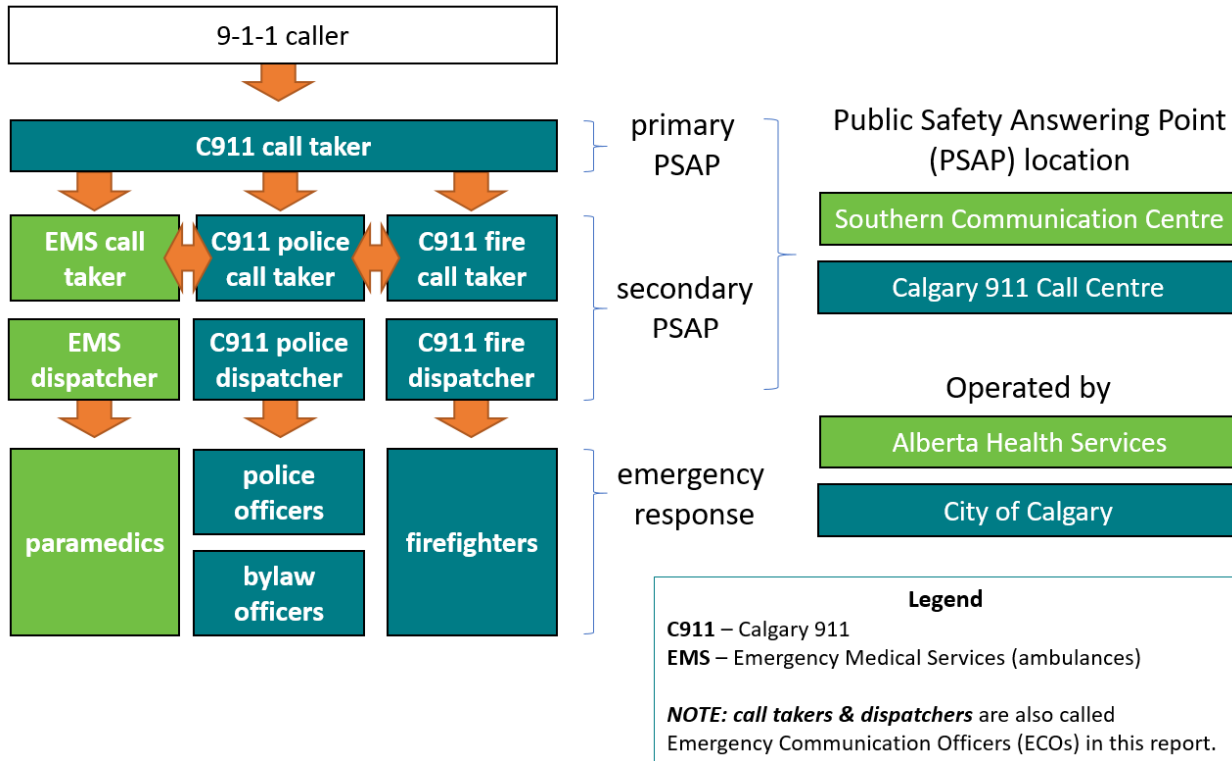 9-1-1 caller
C911 call taker
primary
PSAP
EMS call
taker
C911 police
call taker
C911 fire
call taker
EMS
dispatcher
C911 police
dispatcher
C911 fire
dispatcher
secondary
PSAP
paramedics
police
officers
bylaw
officers
firefighters
emergency
response
Public Safety Answering Point
(PSAP) location
Southern Communication Centre
Calgary 911 Call Centre
Operated by
Alberta Health Services
City of Calgary
Legend
C911 – Calgary 911
EMS – Emergency Medical Services (ambulances)
NOTE: call takers & dispatchers are also called
Emergency Communication Officers (ECOs) in this report.